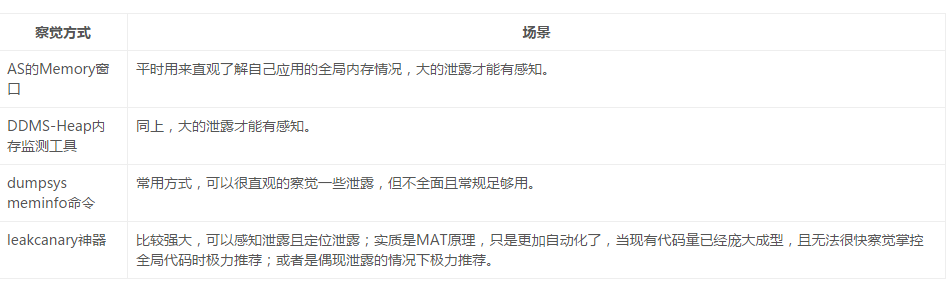 察觉方式 场景
AS的Memory窗 平时用来直观了解自己应用的全局内存情况，大的泄露才能有感知。
口
DDMS-Heap内 同上，大的泄露才能有感知。
存监测工具
dumpsys 常用方式，可以很直观的察觉一些泄露，但不全面且常规足够用。
meminfo命令
leakcanary神器 比较强大，可以感知泄露且定位泄露；实质是MAT原理，只是更加自动化了，当现有代码量已经庞大成型，且无法很快察觉掌控
全局代码时极力推荐；或者是偶现泄露的情况下极力推荐。